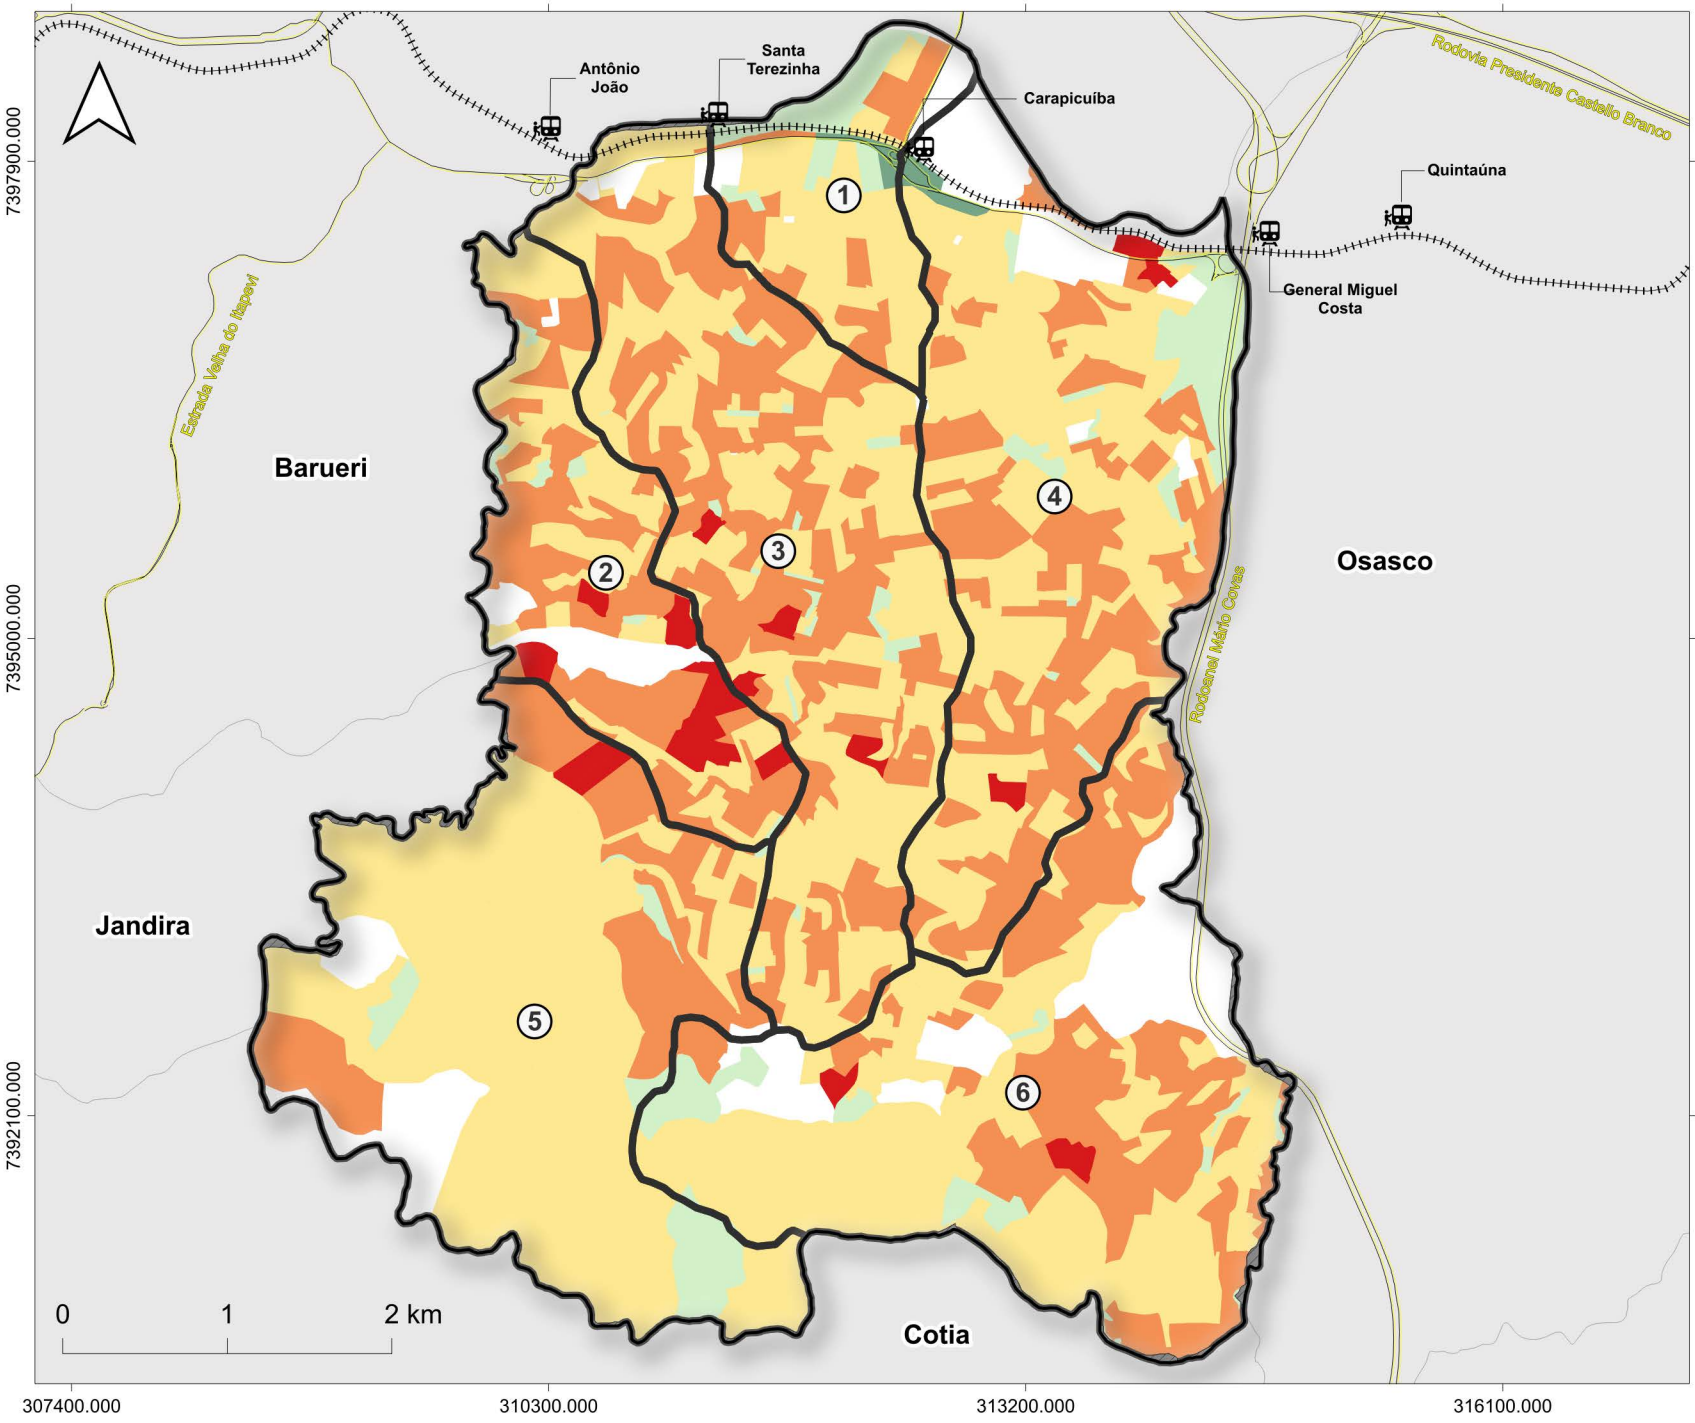 Santa
Terezinha
Antônio
João
Carapicuíba
Rodovia Presidente Castello Branco
Quintaúna
General Miguel
Costa
Estrada Velha do Itapevi
Barueri
Osasco
Rodoanel Mário Covas
Jandira
Cotia
1
2
3
4
5
6
7397900.000
7395000.000
7392100.000
0 1 2 km
307400.000 310300.000 313200.000 316100.000